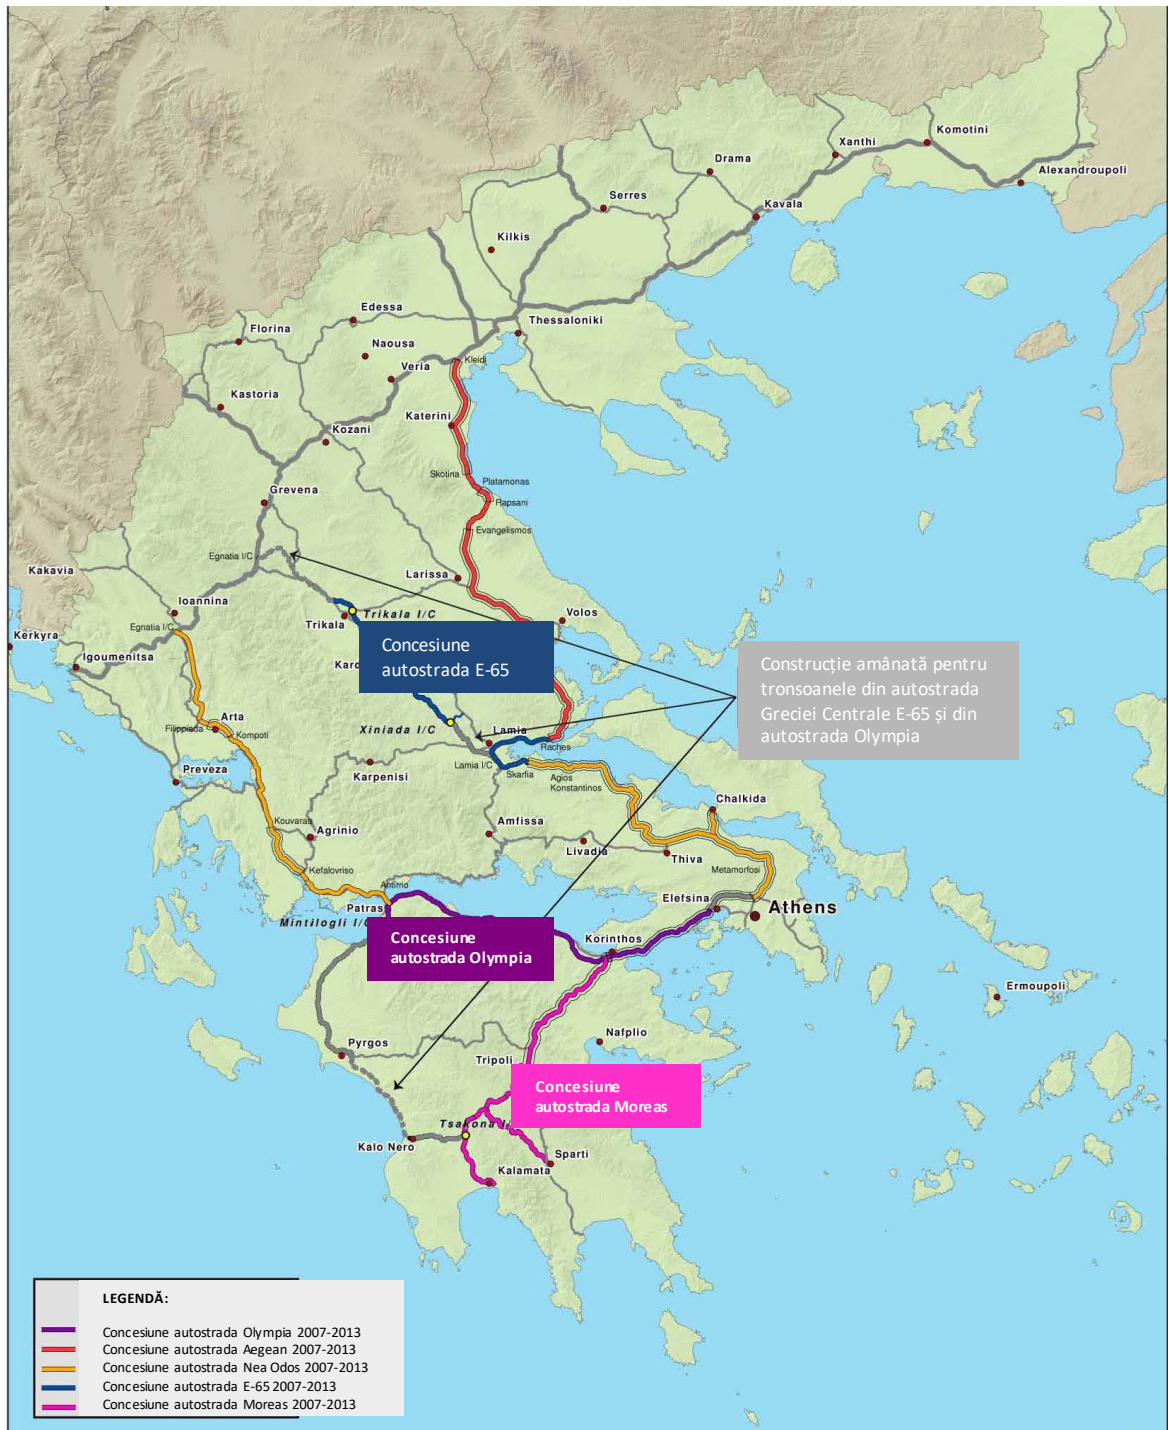 Komotini
Xanthi
Drama
Alexandroupoli
Serres
Kavala
Kilkis
Edessa
Thessaloniki
Florina
Naousa
Veria
Kleidi
Kastoria
Katerini
Kozani
Skotina
Platamonas
Grevena
Rapsani
Evangelismos
Egnatia I/C
Kakavia
Larissa
Ioannina
Trikala I/C
Volos
Trikala
Egnatia I/C
Kerkyra
Igoumenitsa
Concesiune
autostrada E-65
Kard
Construcție amânată pentru
tronsoanele din autostrada
Greciei Centrale E-65 și din
autostrada Olympia
Arta
Filippiada
Kompoti
Xiniada I/C
Lamia
Raches
Preveza
Karpenisi
Lamia I/C
Skarfia
Agios
Konstantinos
Chalkida
Kouvaras
Agrinio
Amfissa
Livadia
Thiva
Metamorfosi
Kefalovriso
Antirrio
Elefsina
Patras
Athens
Mintilogli I/C
Concesiune
autostrada Olympia
Korinthos
Ermoupoli
Nafplio
Pyrgos
Tripoli
Concesiune
autostrada Moreas
Tsakona I
Kalo Nero
Sparti
Kalamata
LEGENDĂ:
Concesiune autostrada Olympia 2007-2013
Concesiune autostrada Aegean 2007-2013
Concesiune autostrada Nea Odos 2007-2013
Concesiune autostrada E-65 2007-2013
Concesiune autostrada Moreas 2007-2013